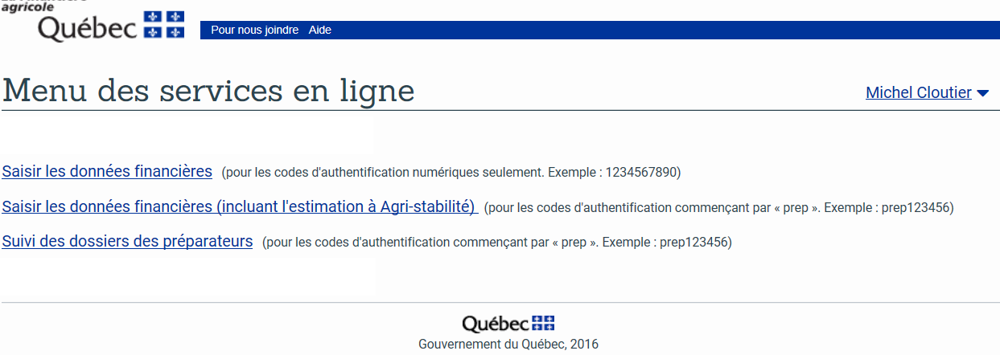 agricole
Québec
Pour nous joindre Aide
Menu des services en ligne
Michel Cloutier
Saisir les données financières (pour les codes d'authentification numériques seulement. Exemple : 1234567890)
Saisir les données financières (incluant l'estimation à Agri-stabilité) (pour les codes d'authentification commençant par « prep ». Exemple : prep123456)
Suivi des dossiers des préparateurs (pour les codes d'authentification commençant par « prep ». Exemple : prep123456)
Québec
Gouvernement du Québec, 2016